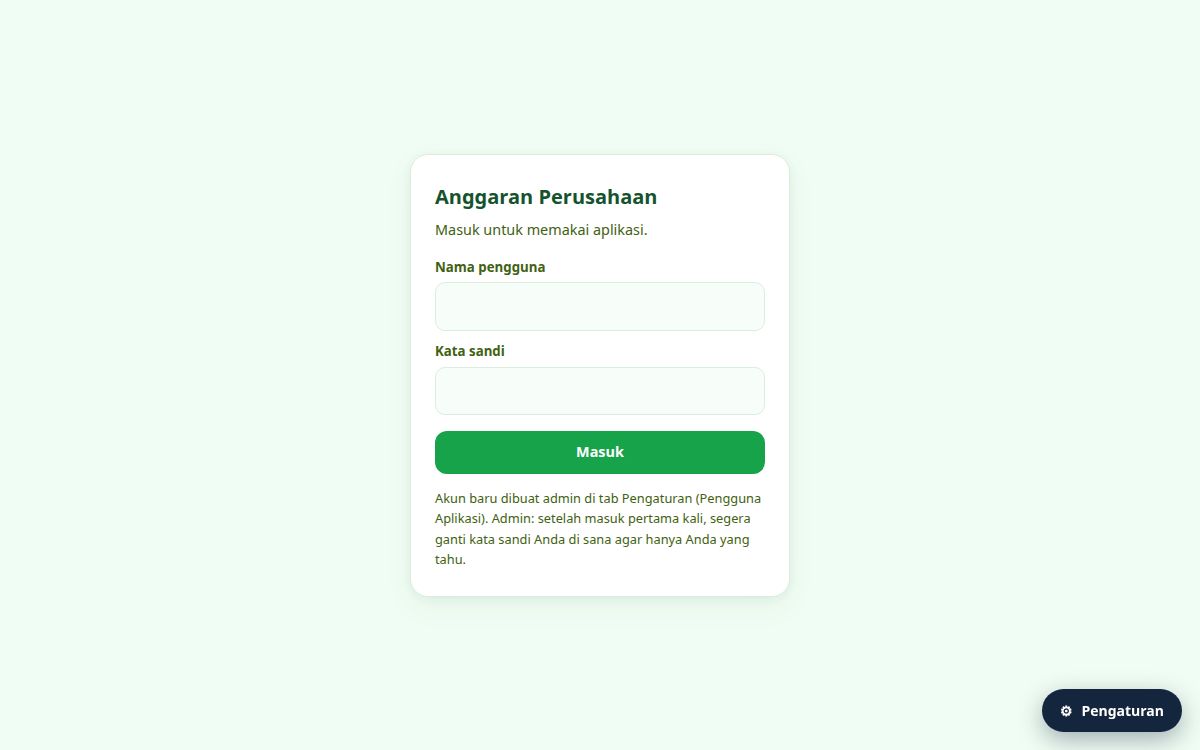 Anggaran Perusahaan
Masuk untuk memakai aplikasi.
Nama pengguna
Kata sandi
Masuk
Akun baru dibuat admin di tab Pengaturan (Pengguna
Aplikasi). Admin: setelah masuk pertama kali, segera
ganti kata sandi Anda di sana agar hanya Anda yang
tahu.
⚙ Pengaturan